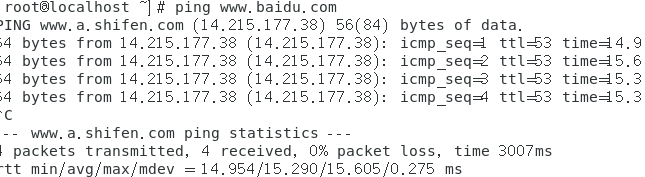 root@localhost ~]# ping www.baidu.com
PING www.a.shifen.com (14.215.177.38) 56(84) bytes of data.
64 bytes from 14.215.177.38 (14.215.177.38): icmp_seq=1 ttl=53 time=14.9
64 bytes from 14.215.177.38 (14.215.177.38): icmp_seq=2 ttl=53 time=15.6
64 bytes from 14.215.177.38 (14.215.177.38): icmp_seq=3 ttl=53 time=15.3
64 bytes from 14.215.177.38 (14.215.177.38): icmp_seq=4 ttl=53 time=15.3
^C
--- www.a.shifen.com ping statistics ---
4 packets transmitted, 4 received, 0% packet loss, time 3007ms
rtt min/avg/max/mdev = 14.954/15.290/15.605/0.275 ms